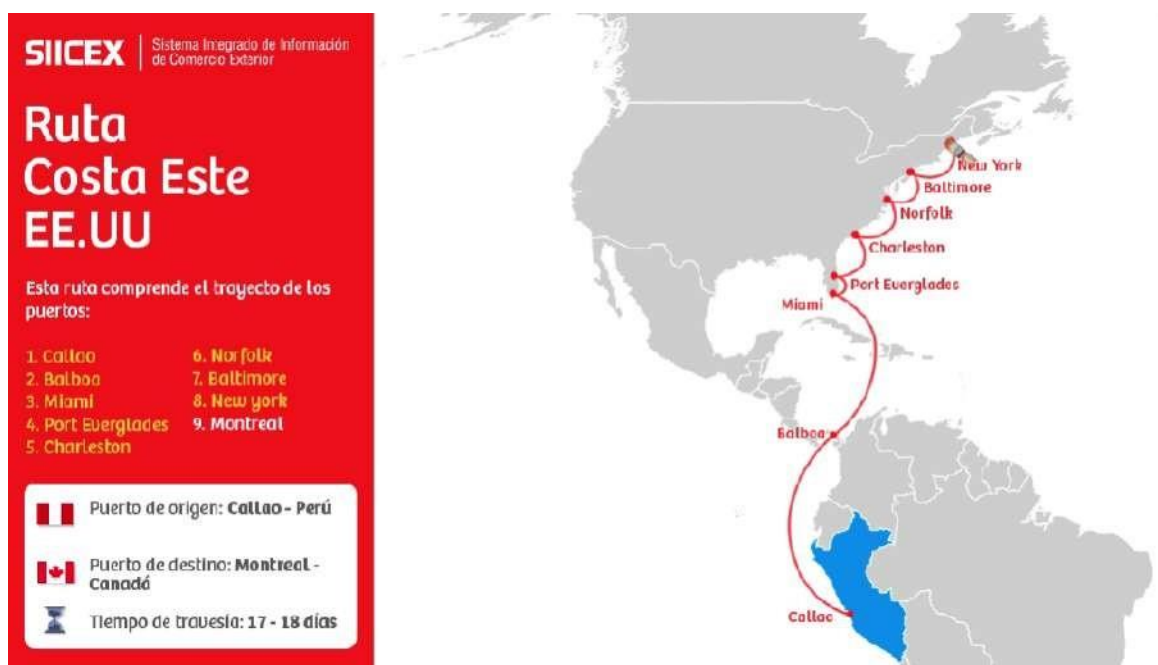 SIICEX
Sistema Integrado de Información
de Comercio Exterior
Ruta
Costa Este
EE.UU
Esta ruta comprende el trayecto de los
puertos:
1. Callao
2. Balboa
3. Miami
4. Port Everglades
5. Charleston
6. Norfolk
7. Baltimore
8. New york
9. Montreal
Puerto de origen: Callao - Perú
Puerto de destino: Montreal -
Canadá
Tiempo de travesía: 17 - 18 días
New York
Baltimore
Norfolk
Charleston
Port Everglades
Miami
Balboa
Callao